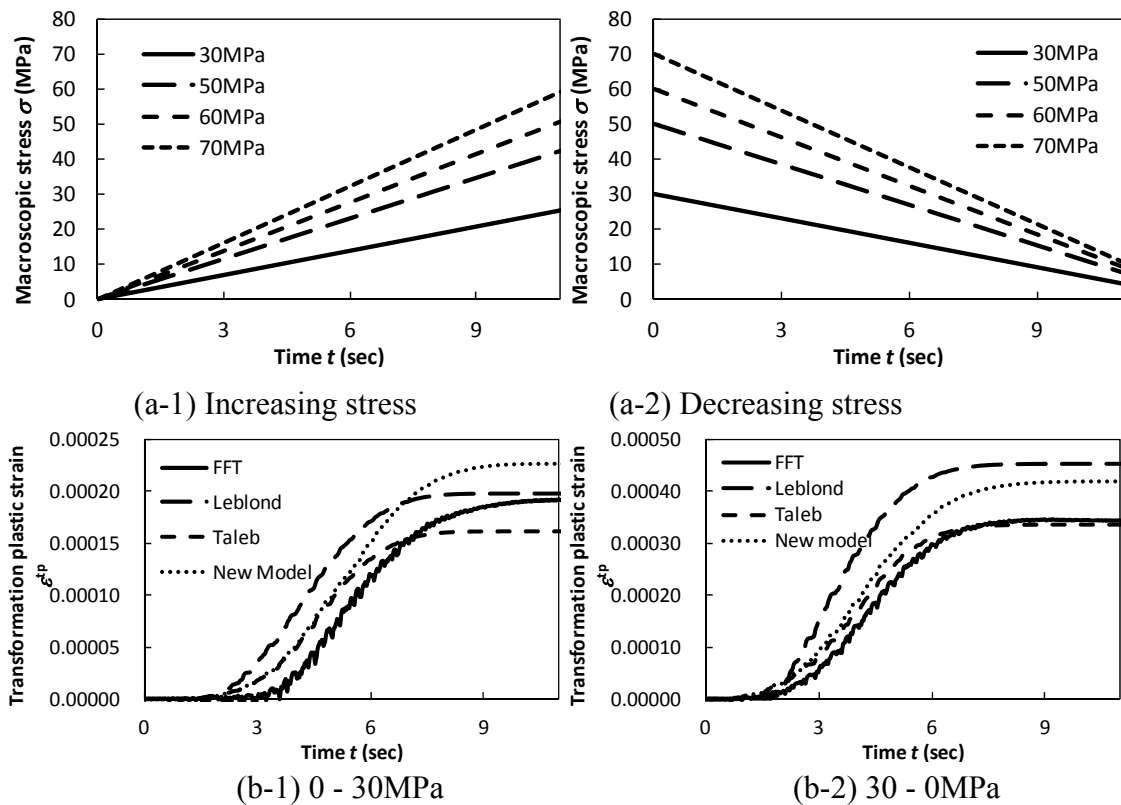 Macroscopic stress σ (MPa)
80
70
60
50
40
30
20
10
0
30MPa
50MPa
60MPa
70MPa
0 3 6 9
Time t (sec)
(a-1) Increasing stress
Macroscopic stress σ (MPa)
80
70
60
50
40
30
20
10
0
30MPa
50MPa
60MPa
70MPa
0 3 6 9
Time t (sec)
(a-2) Decreasing stress
Transformation plastic strain
εtp
0.00025
0.00020
0.00015
0.00010
0.00005
0.00000
FFT
Leblond
Taleb
New Model
0 3 6 9
Time t (sec)
(b-1) 0 - 30MPa
Transformation plastic strain
εtp
0.00050
0.00040
0.00030
0.00020
0.00010
0.00000
FFT
Leblond
Taleb
New model
0 3 6 9
Time t (sec)
(b-2) 30 - 0MPa